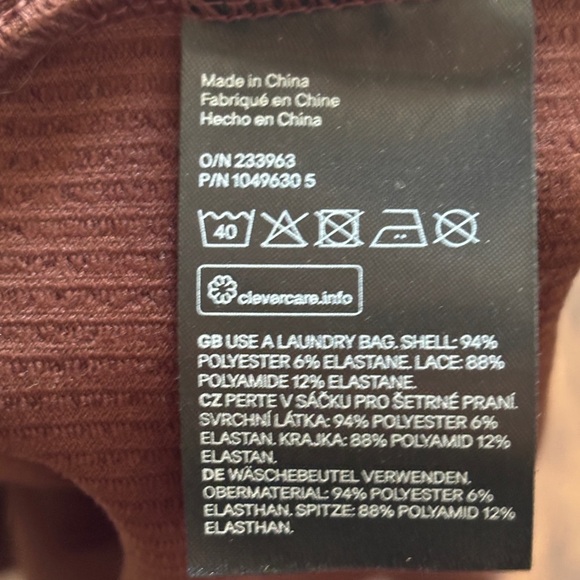 Made in China
Fabriqué en Chine
Hecho en China
O/N 233963
P/N 1049630 5
40
clevercare.info
GB USE A LAUNDRY BAG. SHELL: 94%
POLYESTER 6% ELASTANE. LACE: 88%
POLYAMIDE 12% ELASTANE.
CZ PERTE V SÁČKU PRO ŠETRNÉ PRANÍ.
SVRCHNÍ LÁTKA: 94% POLYESTER 6%
ELASTAN. KRAJKA: 88% POLYAMID 12%
ELASTAN.
DE WÄSCHEBEUTEL VERWENDEN.
OBERMATERIAL: 94% POLYESTER 6%
ELASTHAN. SPITZE: 88% POLYAMID 12%
ELASTHAN.